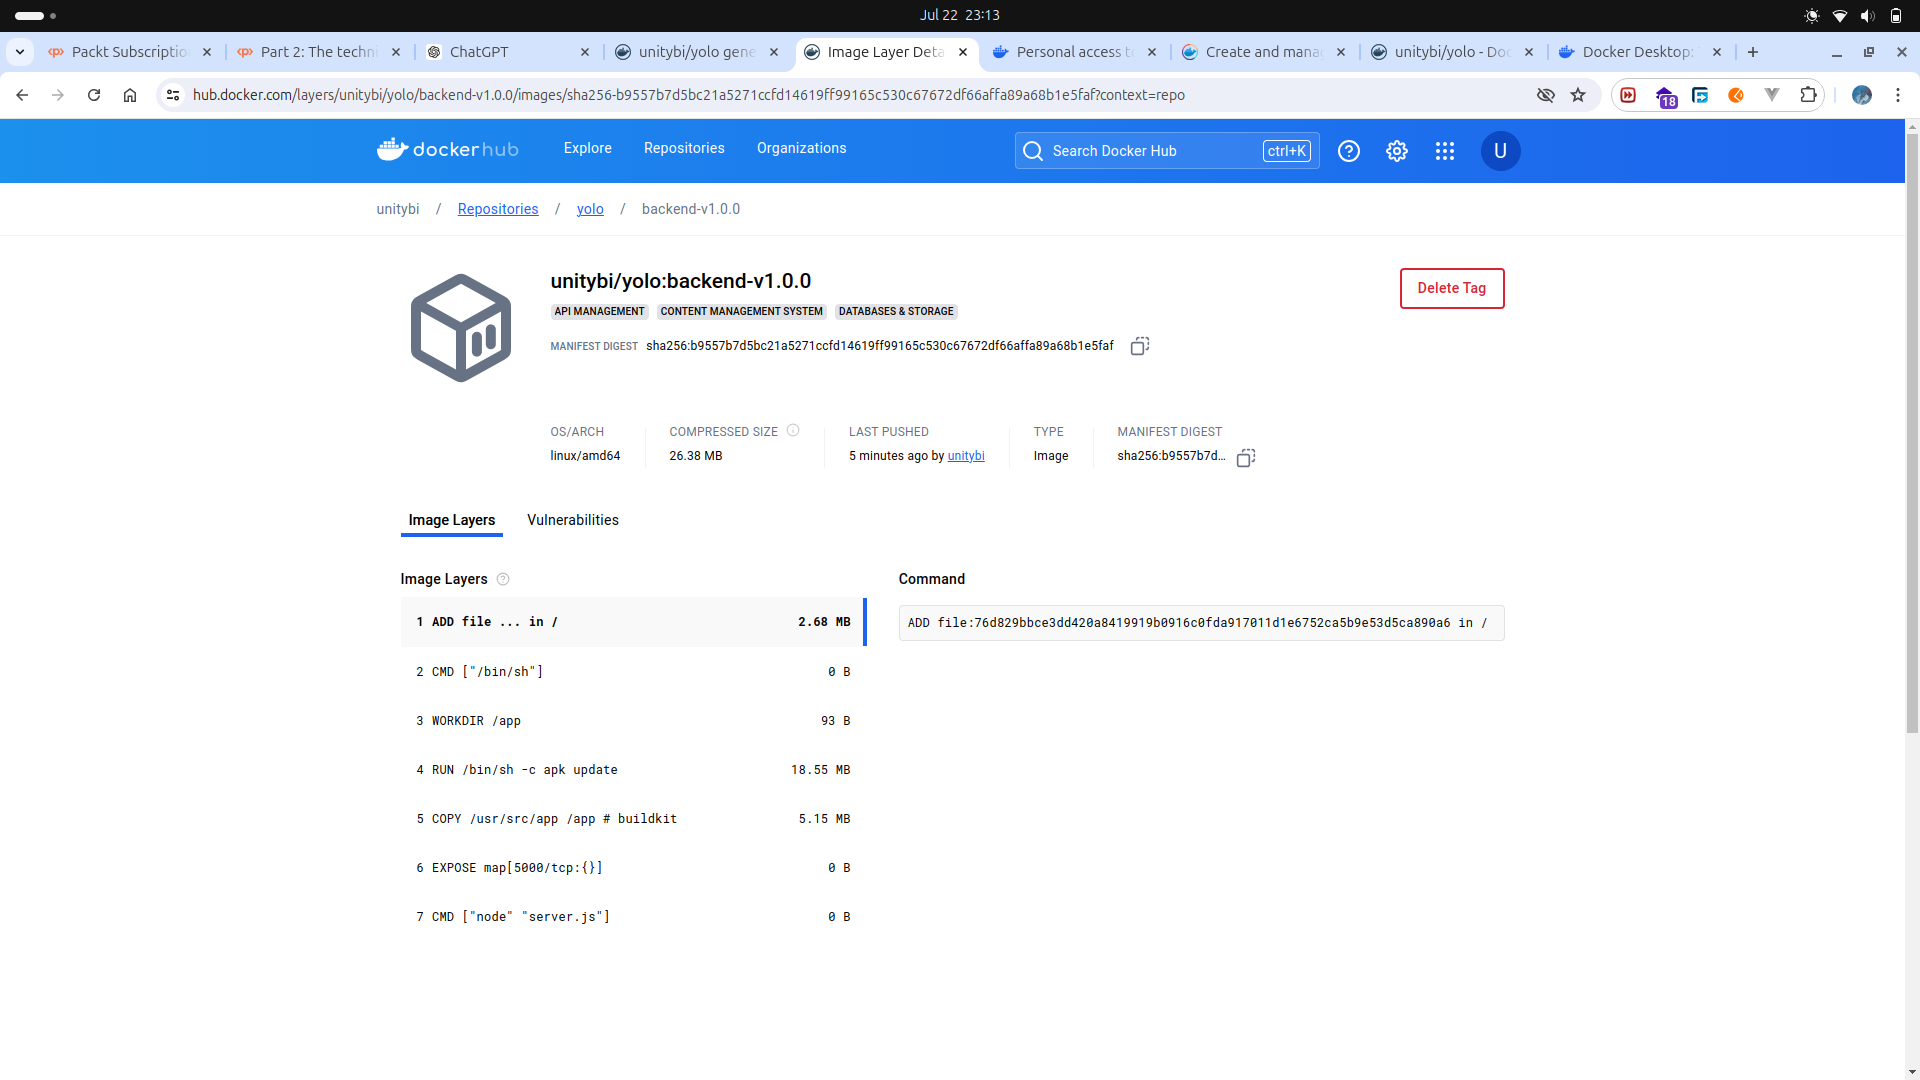 Jul 22 23:13
Packt Subscriptio
Part 2: The techni
ChatGPT
unitybi/yolo gene
Image Layer Deta
Personal access to
Create and mana
unitybi/yolo - Doc
Docker Desktop:
hub.docker.com/layers/unitybi/yolo/backend-v1.0.0/images/sha256-b9557b7d5bc21a5271ccfd14619ff99165c530c67672df66affa89a68b1e5faf?context=repo
18
dockerhub
Explore
Repositories
Organizations
Search Docker Hub
ctrl+K
U
unitybi / Repositories / yolo / backend-v1.0.0
unitybi/yolo:backend-v1.0.0
Delete Tag
API MANAGEMENT
CONTENT MANAGEMENT SYSTEM
DATABASES & STORAGE
MANIFEST DIGEST sha256:b9557b7d5bc21a5271ccfd14619ff99165c530c67672df66affa89a68b1e5faf
OS/ARCH
linux/amd64
COMPRESSED SIZE
26.38 MB
LAST PUSHED
5 minutes ago by unitybi
TYPE
Image
MANIFEST DIGEST
sha256:b9557b7d...
Image Layers
Vulnerabilities
Image Layers
1 ADD file ... in / 2.68 MB
2 CMD ["/bin/sh"] 0 B
3 WORKDIR /app 93 B
4 RUN /bin/sh -c apk update 18.55 MB
5 COPY /usr/src/app /app # buildkit 5.15 MB
6 EXPOSE map[5000/tcp:{}] 0 B
7 CMD ["node" "server.js"] 0 B
Command
ADD file:76d829bbce3dd420a8419919b0916c0fda917011d1e6752ca5b9e53d5ca890a6 in /